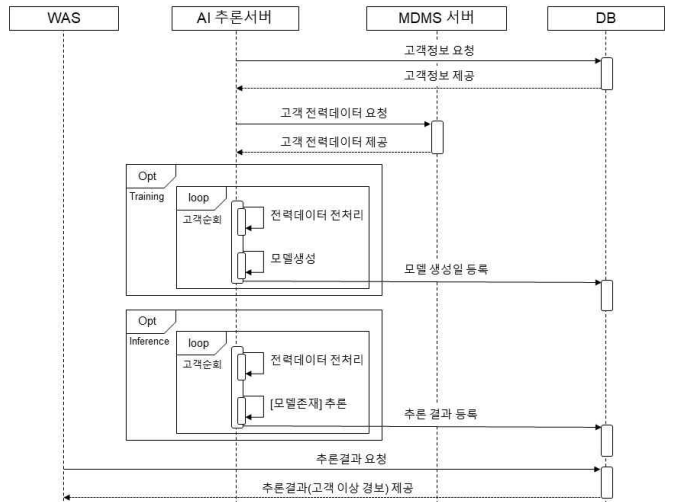 WAS
AI 추론서버
MDMS 서버
DB
고객정보 요청
고객정보 제공
고객 전력데이터 요청
고객 전력데이터 제공
Opt
Training
loop
고객순회
전력데이터 전처리
모델생성
모델 생성일 등록
Opt
Inference
loop
고객순회
전력데이터 전처리
[모델존재] 추론
추론 결과 등록
추론결과 요청
추론결과(고객 이상 경보) 제공